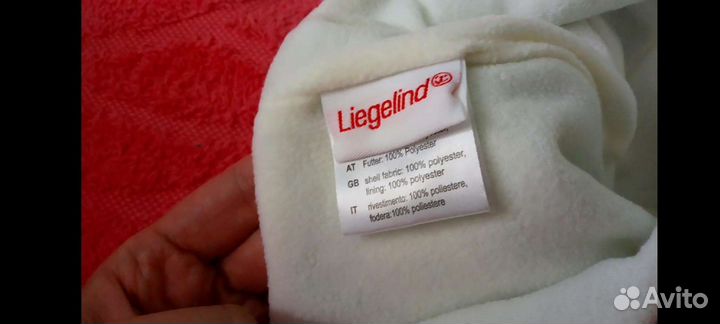 Liegelind
AT Futter: 100% Polyester
GB shell fabric: 100% polyester,
lining: 100% polyester
IT rivestimento: 100% poliestere,
fodera:100% poliestere
Avito